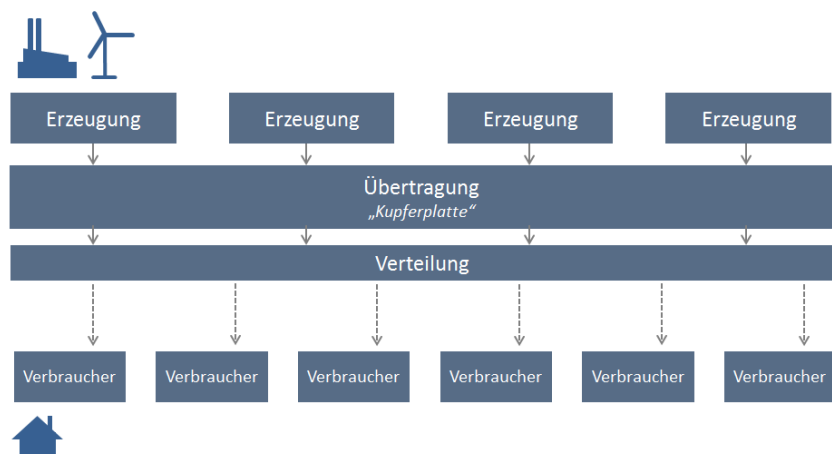 Erzeugung
Erzeugung
Erzeugung
Erzeugung
Übertragung
„Kupferplatte“
Verteilung
Verbraucher
Verbraucher
Verbraucher
Verbraucher
Verbraucher
Verbraucher